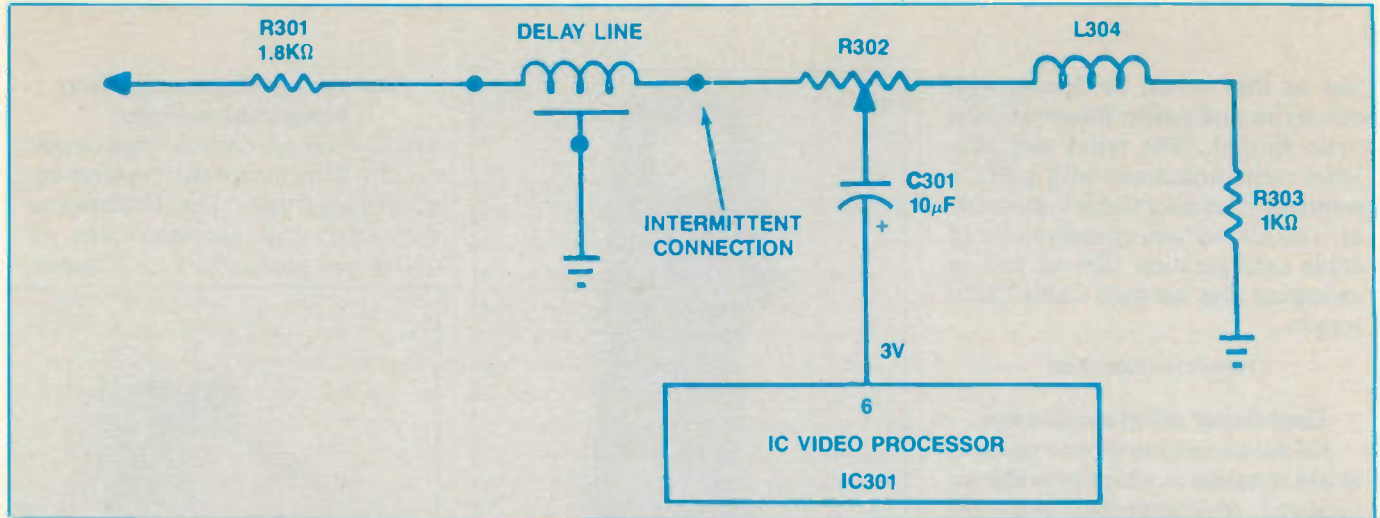 R301
1.8KΩ
DELAY LINE
R302
L304
INTERMITTENT
CONNECTION
C301
10µF
+
R303
1KΩ
3V
6
IC VIDEO PROCESSOR
IC301